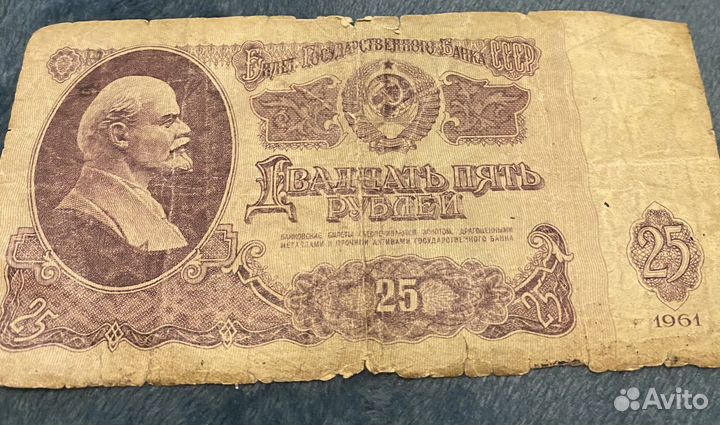 Билет Государственного Банка СССР
Двадцать пять
рублей
Банковские билеты обеспечиваются золотом, драгоценными
металлами и прочими активами Государственного банка
25
25
25
25
1961
Avito